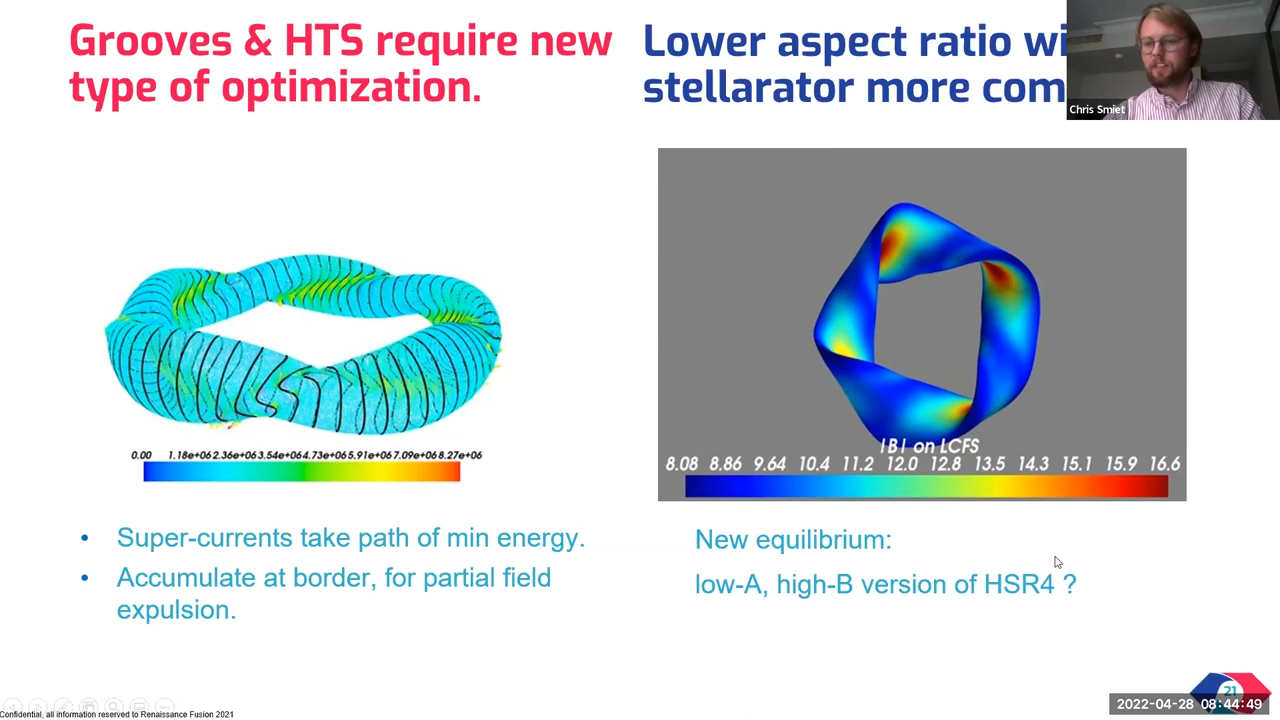 Grooves & HTS require new
type of optimization.
Lower aspect ratio wi
stellarator more com
Chris Smiet
0.00 1.18e+06 2.36e+06 3.54e+06 4.73e+06 5.91e+06 7.09e+06 8.27e+06
|B| on LCFS
8.08 8.86 9.64 10.4 11.2 12.0 12.8 13.5 14.3 15.1 15.9 16.6
• Super-currents take path of min energy.
• Accumulate at border, for partial field
expulsion.
New equilibrium:
low-A, high-B version of HSR4 ?
21
2022-04-28 08:44:49
Confidential, all information reserved to Renaissance Fusion 2021